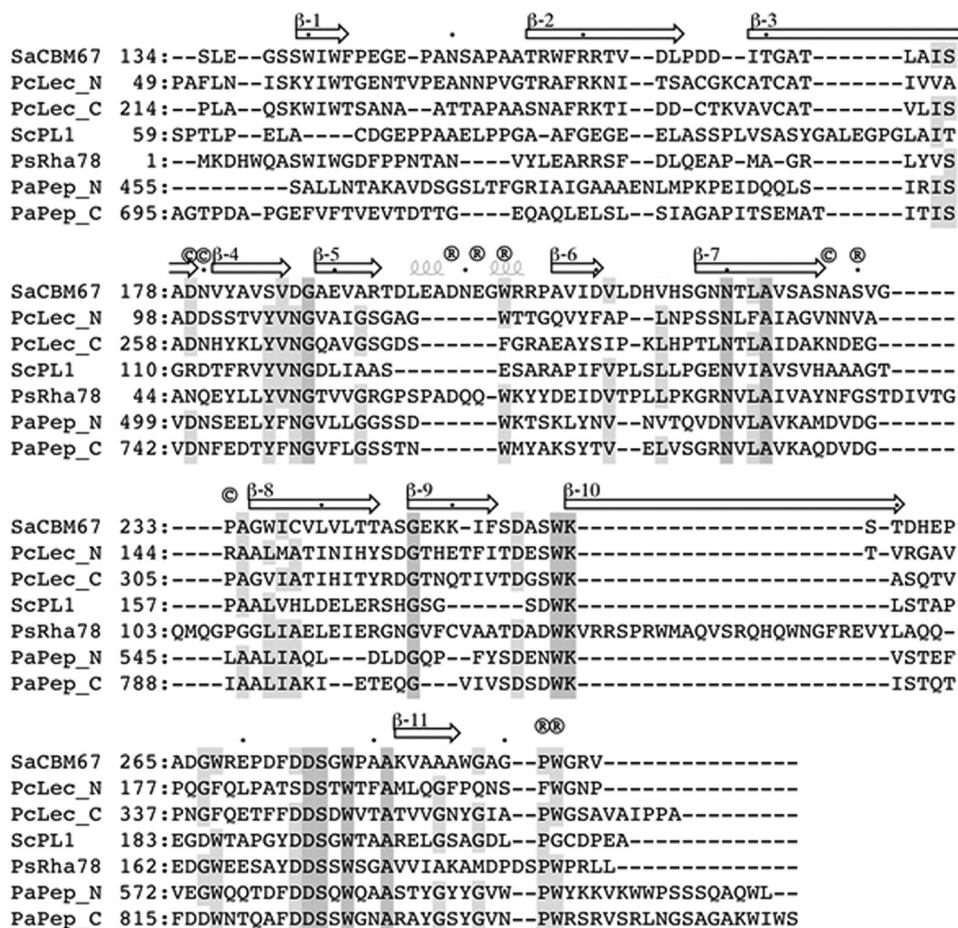 β-1 β-2 β-3
SaCBM67 134:--SLE--GSSWIWFPEGE-PANSAPAATRWFRRTV--DLPDD--ITGAT-------LAIS
PcLec_N 49:-PAFLN--ISKYIWTGENTVPEANNPVGTRAFRKNI--TSACGKCATCAT------IVVA
PcLec_C 214:--PLA--QSKWIWTSANA--ATTAPAASNAFRKTI--DD-CTKVAVCAT-------VLIS
ScPL1 59:SPTLP--ELA----CDGEPPAAELPPGA-AFGEGE--ELASSPLVSASYGALEGPGLAIT
PsRha78 1:--MKDHWQASWIWGDFPPNTAN----VYLEARRSF--DLQEAP-MA-GR-------LYVS
PaPep_N 455:---------SALLNTAKAVDSGSLTFGRIAIGAAAENLMPKPEIDQQLS-------IRIS
PaPep_C 695:AGTPDA-PGEFVFTVEVTDTTG----EQAQLELSL--SIAGAPITSEMAT------ITIS
©© β-4 β-5 ® ® ® β-6 β-7 © ®
SaCBM67 178:ADNVYAVSVDGAEVARTDLEADNEGWRRPAVIDVLDHVHSGNNTLAVSASNASVG-----
PcLec_N 98:ADDSSTVYVNGVAIGSGAG------WTTGQVYFAP--LNPSSNLFAIAGVNNVA------
PcLec_C 258:ADNHYKLYVNGQAVGSGDS------FGRAEAYSIP-KLHPTLNTLAIDAKNDEG------
ScPL1 110:GRDTFRVYVNGDLIAAS--------ESARAPIFVPLSLLPGENVIAVSVHAAAGT-----
PsRha78 44:ANQEYLLYVNGTVVGRGPSPADQQ-WKYYDEIDVTPLLPKGRNVLAIVAYNFGSTDIVTG
PaPep_N 499:VDNSEELYFNGVLLGGSSD------WKTSKLYNV--NVTQVDNVLAVKAMDVDG------
PaPep_C 742:VDNFEDTYFNGVFLGSSTN------WMYAKSYTV--ELVSGRNVLAVKAQDVDG------
© β-8 β-9 β-10
SaCBM67 233:----PAGWICVLVLTTASGEKK-IFSDASWK----------------------S-TDHEP
PcLec_N 144:----RAALMATINIHYSDGTHETFITDESWK----------------------T-VRGAV
PcLec_C 305:----PAGVIATIHITYRDGTNQTIVTDGSWK------------------------ASQTV
ScPL1 157:----PAALVHLDELERSHGSG------SDWK------------------------LSTAP
PsRha78 103:QMQGPGGLIAELEIERGNGVFCVAATDADWKVRRSPRWMAQVSRQHQWNGFREVYLAQQ-
PaPep_N 545:----LAALIAQL--DLDGQP--FYSDENWK------------------------VSTEF
PaPep_C 788:----IAALIAKI--ETEQG---VIVSDSDWK------------------------ISTQT
β-11 ®®
SaCBM67 265:ADGWREPDFDDSGWPAAKVAAAWGAG--PWGRV---------------
PcLec_N 177:PQGFQLPATSDSTWTFAMLQGFPQNS--FWGNP---------------
PcLec_C 337:PNGFQETFFDDSDWVTATVVGNYGIA--PWGSAVAIPPA---------
ScPL1 183:EGDWTAPGYDDSGWTAARELGSAGDL--PGCDPEA-------------
PsRha78 162:EDGWEESAYDDSSWSGAVVIAKAMDPDSPWPRLL--------------
PaPep_N 572:VEGWQQTDFDDSQWQAASTYGYYGVW--PWYKKVKWWPSSSQAQWL--
PaPep_C 815:FDDWNTQAFDDSSWGNARAYGSYGVN--PWRSRVSRLNGSAGAKWIWS